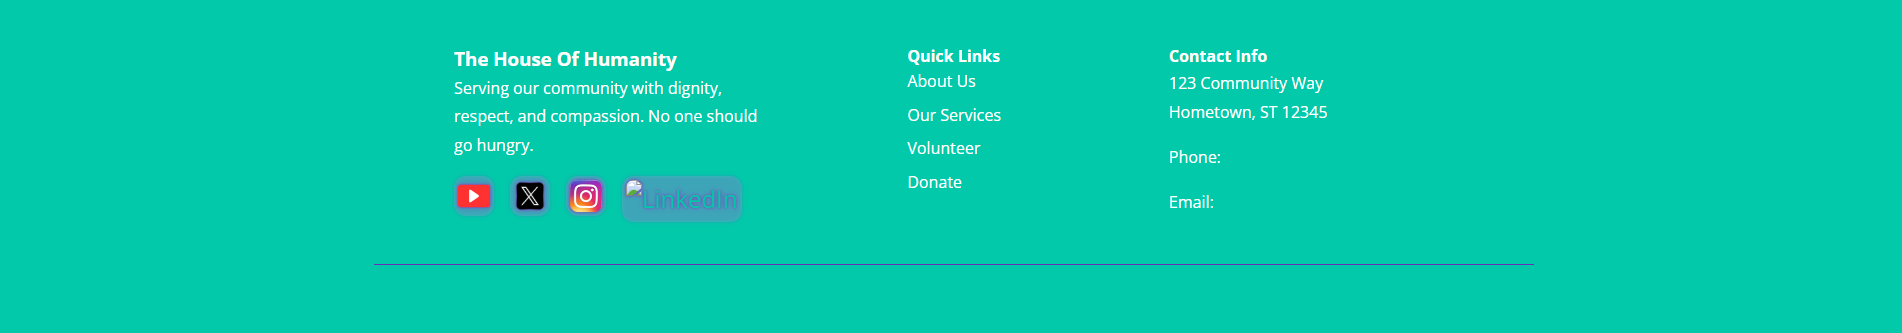 The House Of Humanity
Serving our community with dignity,
respect, and compassion. No one should
go hungry.
LinkedIn
Quick Links
About Us
Our Services
Volunteer
Donate
Contact Info
123 Community Way
Hometown, ST 12345
Phone:
Email: